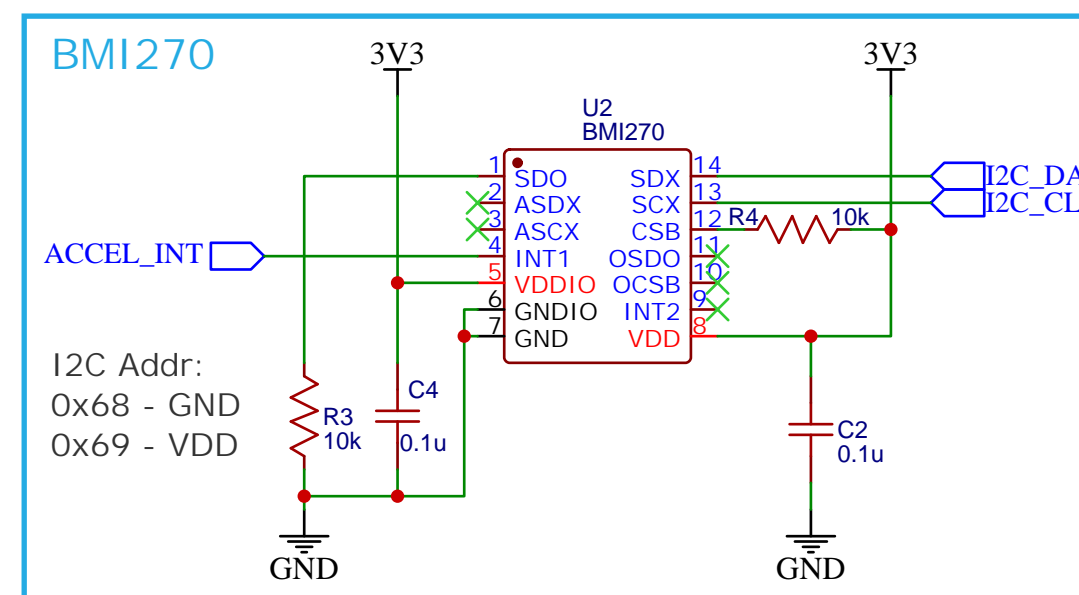 BMI270
3V3
3V3
U2
BMI270
1
SDO
2
ASDX
3
ASCX
4
INT1
5
VDDIO
6
GNDIO
7
GND
14
SDX
13
SCX
12
CSB
11
OSDO
10
OCSB
9
INT2
8
VDD
R4
10k
I2C_DA
I2C_CL
ACCEL_INT
I2C Addr:
0x68 - GND
0x69 - VDD
R3
10k
C4
0.1u
C2
0.1u
GND
GND